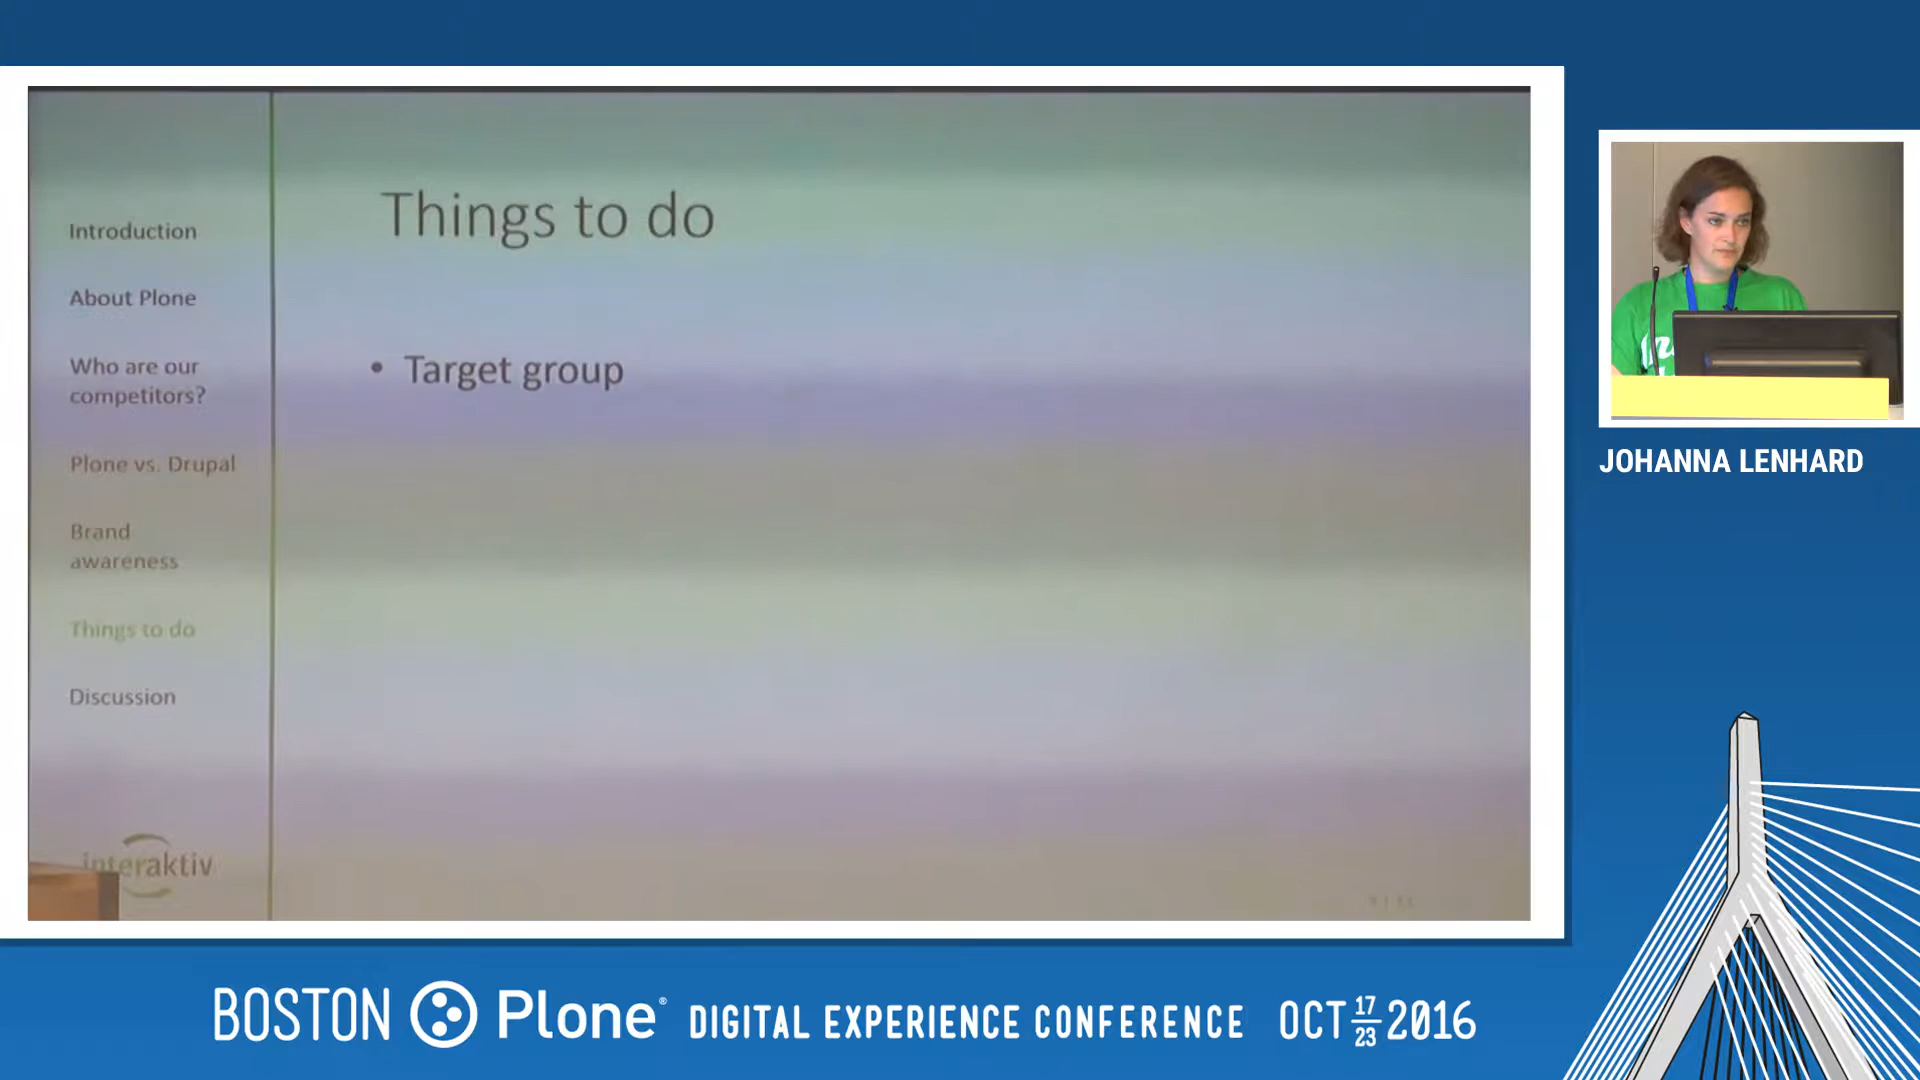 Introduction
About Plone
Who are our
competitors?
Plone vs. Drupal
Brand
awareness
Things to do
Discussion
interaktiv
Things to do
• Target group
JOHANNA LENHARD
BOSTON Plone® DIGITAL EXPERIENCE CONFERENCE OCT 17 23 2016